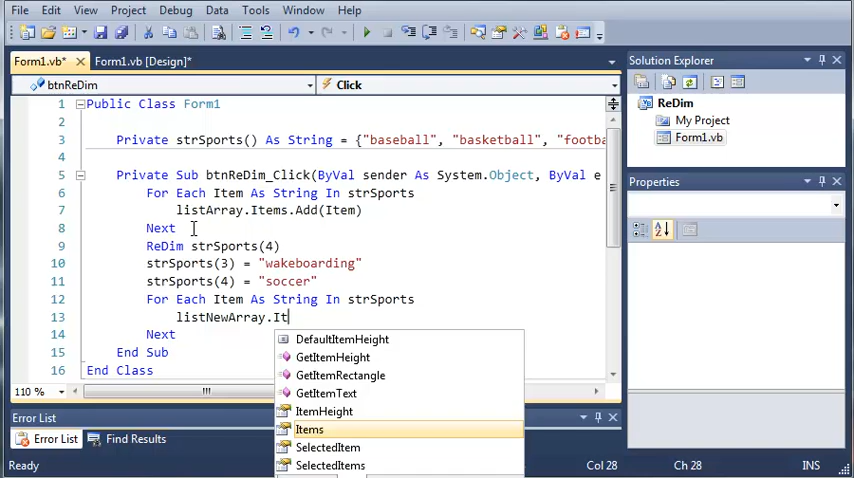 File Edit View Project Debug Data Tools Window Help
Form1.vb* Form1.vb [Design]*
btnReDim Click
1 Public Class Form1
2
3 Private strSports() As String = {"baseball", "basketball", "footba
4
5 Private Sub btnReDim_Click(ByVal sender As System.Object, ByVal e
6 For Each Item As String In strSports
7 listArray.Items.Add(Item)
8 Next
9 ReDim strSports(4)
10 strSports(3) = "wakeboarding"
11 strSports(4) = "soccer"
12 For Each Item As String In strSports
13 listNewArray.It
14 Next
15 End Sub
16 End Class
DefaultItemHeight
GetItemHeight
GetItemRectangle
GetItemText
ItemHeight
Items
SelectedItem
SelectedItems
110 %
Error List
Error List Find Results
Ready Col 28 Ch 28 INS
Solution Explorer
ReDim
My Project
Form1.vb
Properties